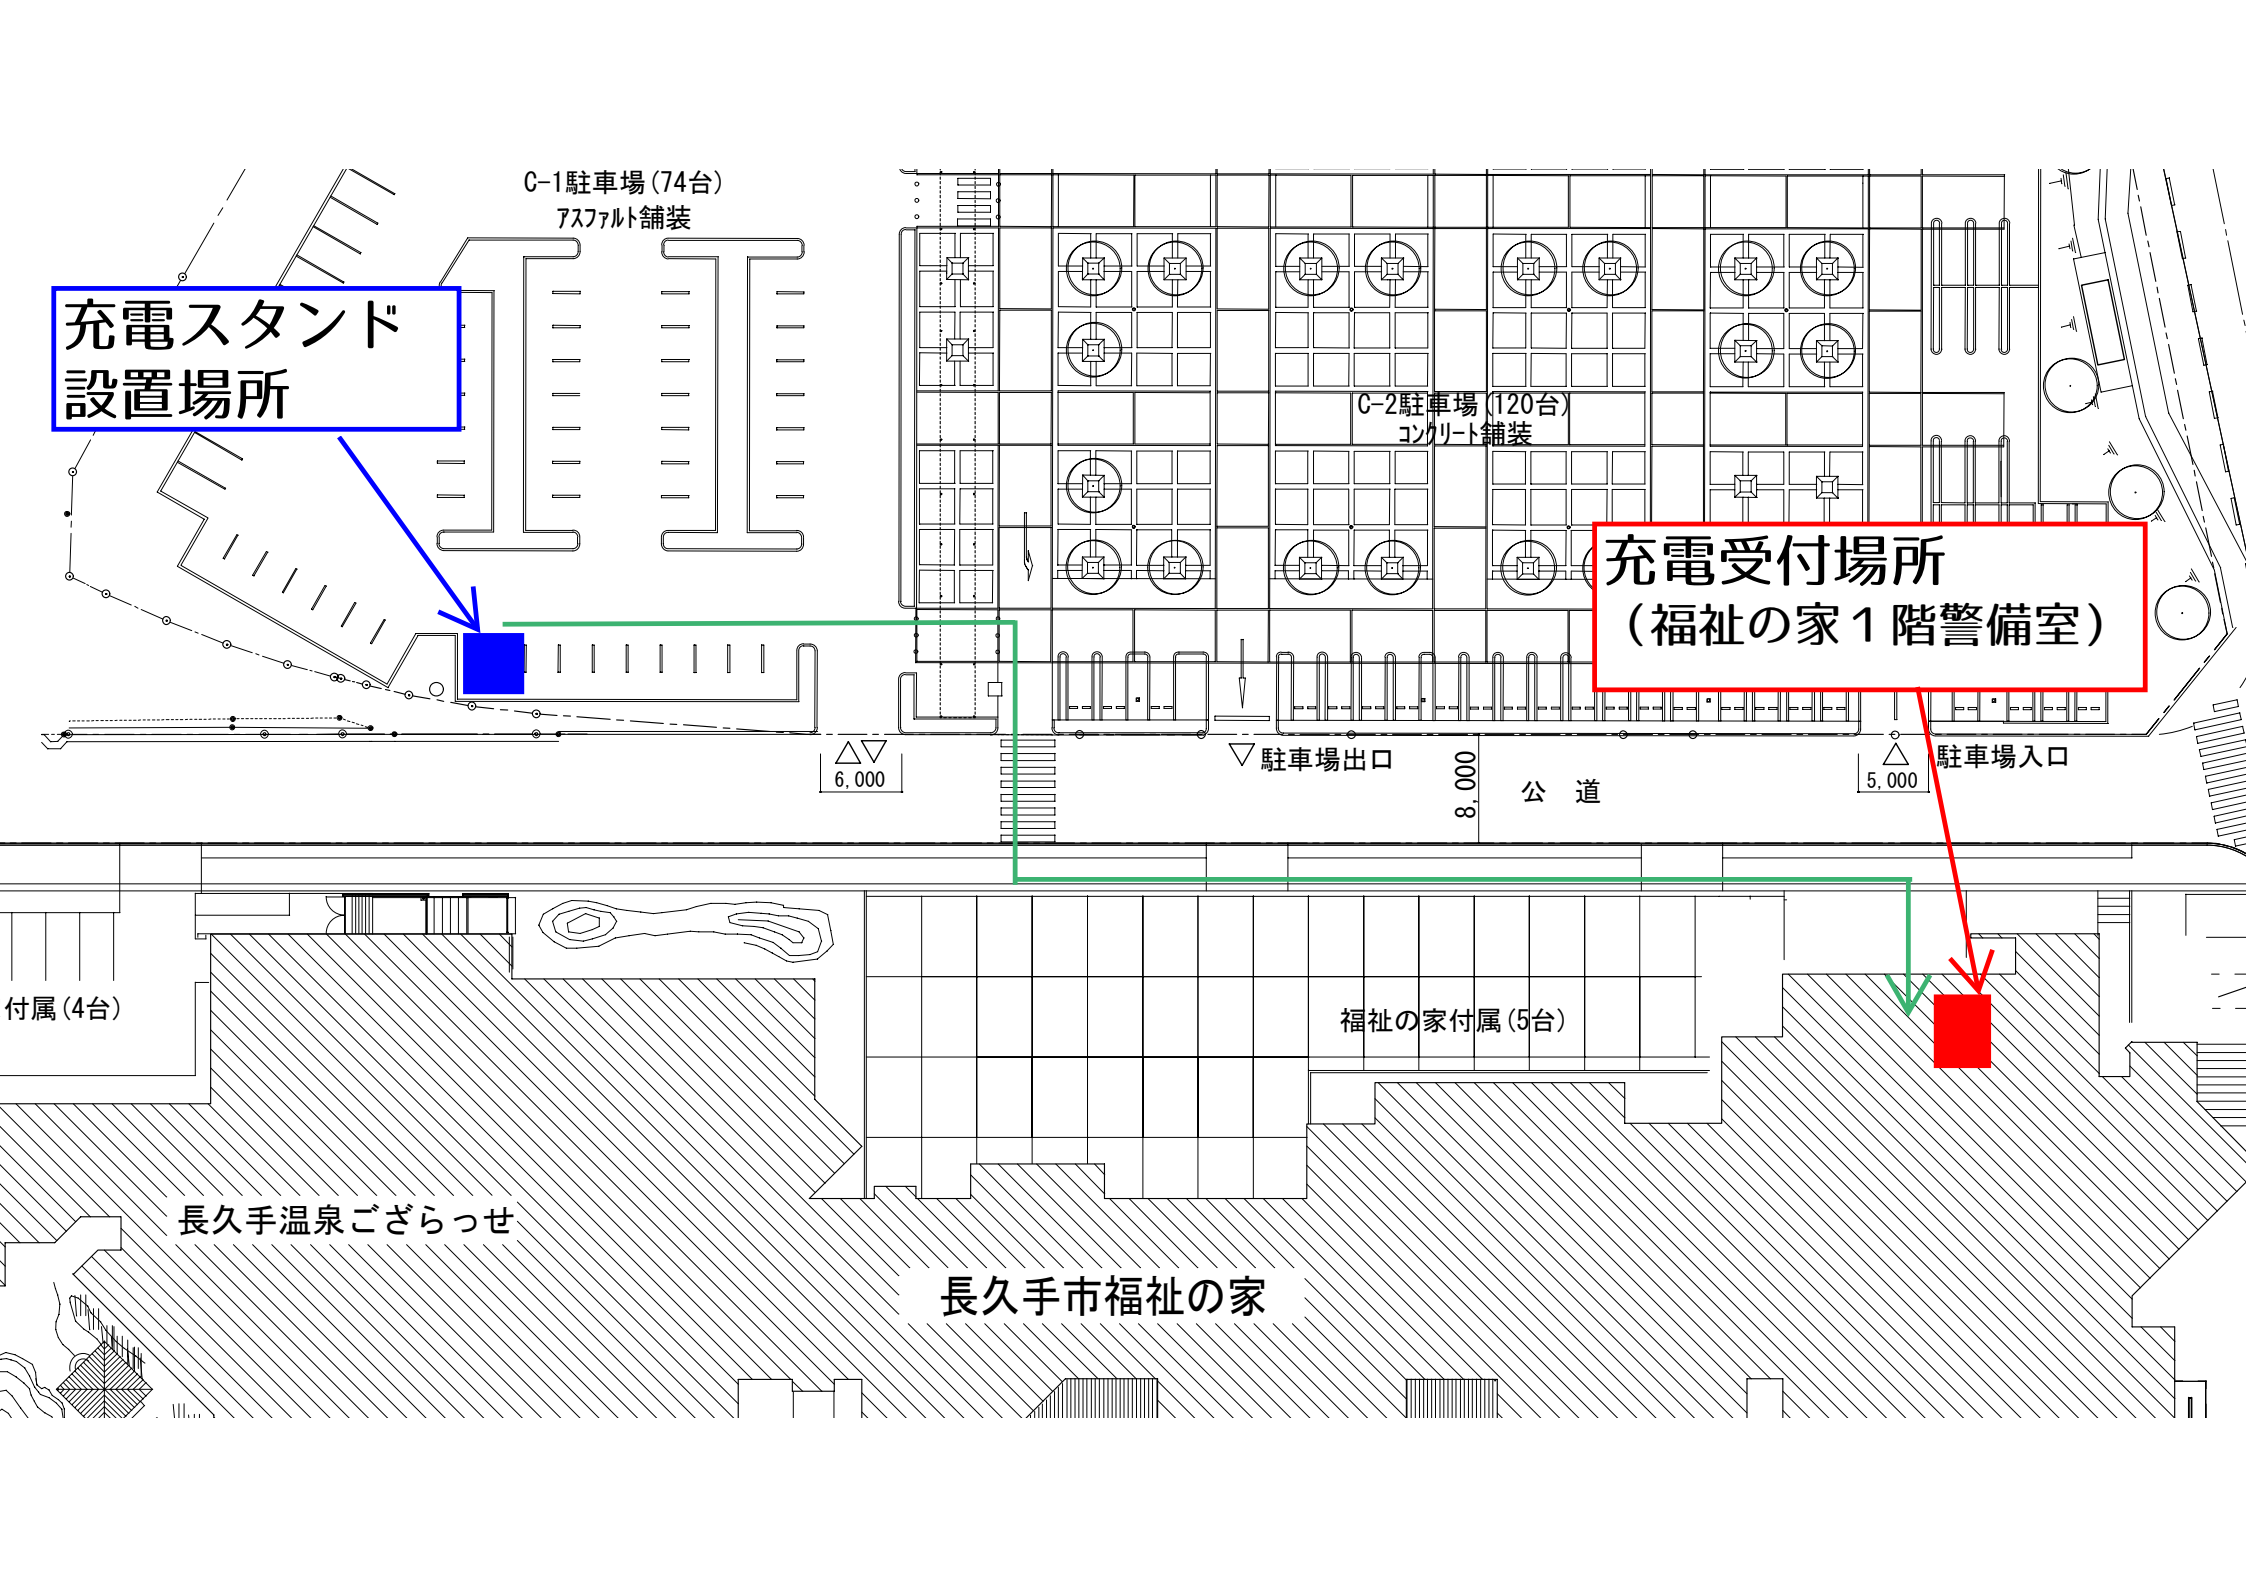 C-1駐車場(74台)
アスファルト舗装
充電スタンド
設置場所
C-2駐車場(120台)
コンクリート舗装
充電受付場所
（福祉の家１階警備室）
6,000
駐車場出口
8,000
公　道
5,000
駐車場入口
付属(4台)
福祉の家付属(5台)
長久手温泉ござらっせ
長久手市福祉の家